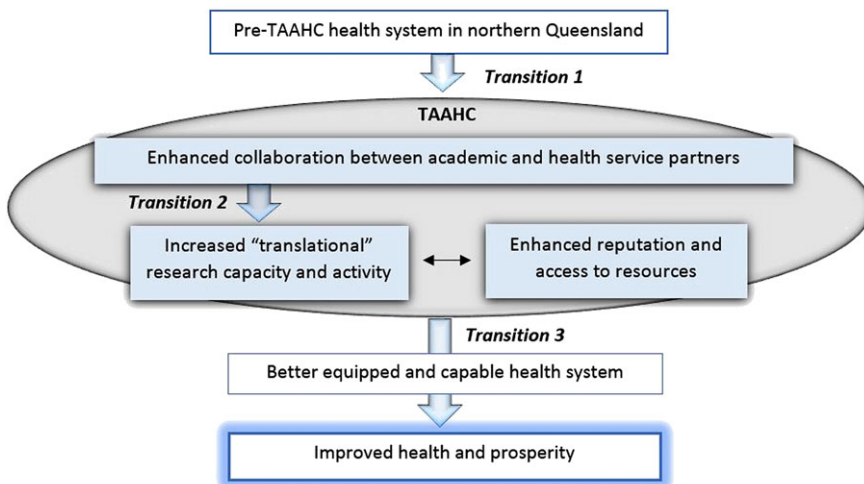 Pre-TAAHC health system in northern Queensland
Transition 1
TAAHC
Enhanced collaboration between academic and health service partners
Transition 2
Increased “translational”
research capacity and activity
Enhanced reputation and
access to resources
Transition 3
Better equipped and capable health system
Improved health and prosperity